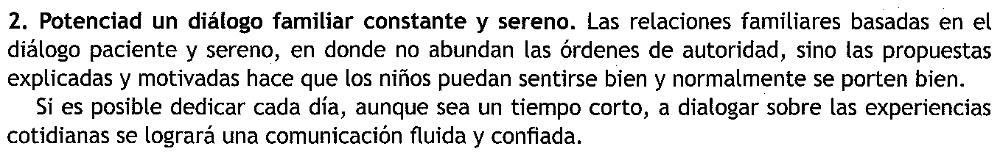 2. Potenciad un diálogo familiar constante y sereno. Las relaciones familiares basadas en el
diálogo paciente y sereno, en donde no abundan las órdenes de autoridad, sino las propuestas
explicadas y motivadas hace que los niños puedan sentirse bien y normalmente se porten bien.
Si es posible dedicar cada día, aunque sea un tiempo corto, a dialogar sobre las experiencias
cotidianas se logrará una comunicación fluida y confiada.